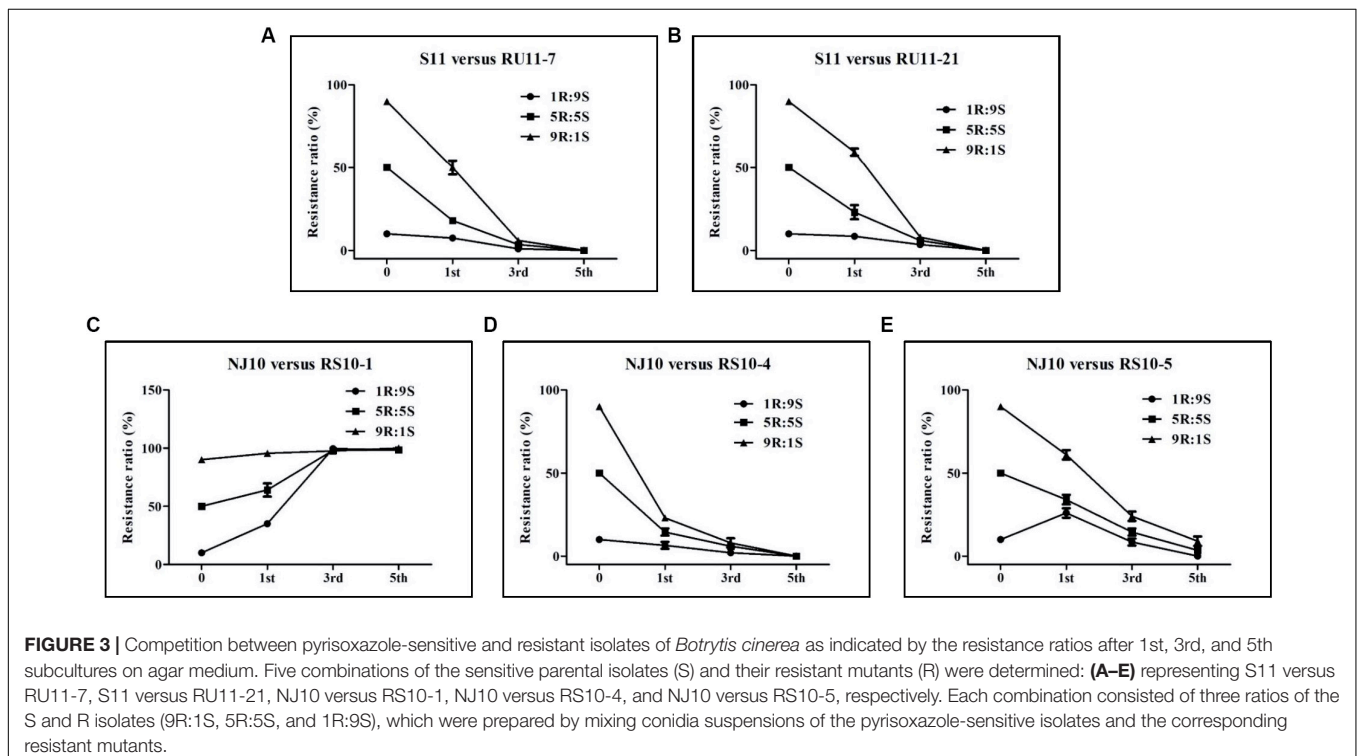 A
S11 versus RU11-7
Resistance ratio (%)
100
50
0
1R:9S
5R:5S
9R:1S
0 1st 3rd 5th
B
S11 versus RU11-21
Resistance ratio (%)
100
50
0
1R:9S
5R:5S
9R:1S
0 1st 3rd 5th
C
NJ10 versus RS10-1
Resistance ratio (%)
150
100
50
0
1R:9S
5R:5S
9R:1S
0 1st 3rd 5th
D
NJ10 versus RS10-4
Resistance ratio (%)
100
50
0
1R:9S
5R:5S
9R:1S
0 1st 3rd 5th
E
NJ10 versus RS10-5
Resistance ratio (%)
100
50
0
1R:9S
5R:5S
9R:1S
0 1st 3rd 5th
FIGURE 3 | Competition between pyrisoxazole-sensitive and resistant isolates of Botrytis cinerea as indicated by the resistance ratios after 1st, 3rd, and 5th
subcultures on agar medium. Five combinations of the sensitive parental isolates (S) and their resistant mutants (R) were determined: (A–E) representing S11 versus
RU11-7, S11 versus RU11-21, NJ10 versus RS10-1, NJ10 versus RS10-4, and NJ10 versus RS10-5, respectively. Each combination consisted of three ratios of the
S and R isolates (9R:1S, 5R:5S, and 1R:9S), which were prepared by mixing conidia suspensions of the pyrisoxazole-sensitive isolates and the corresponding
resistant mutants.